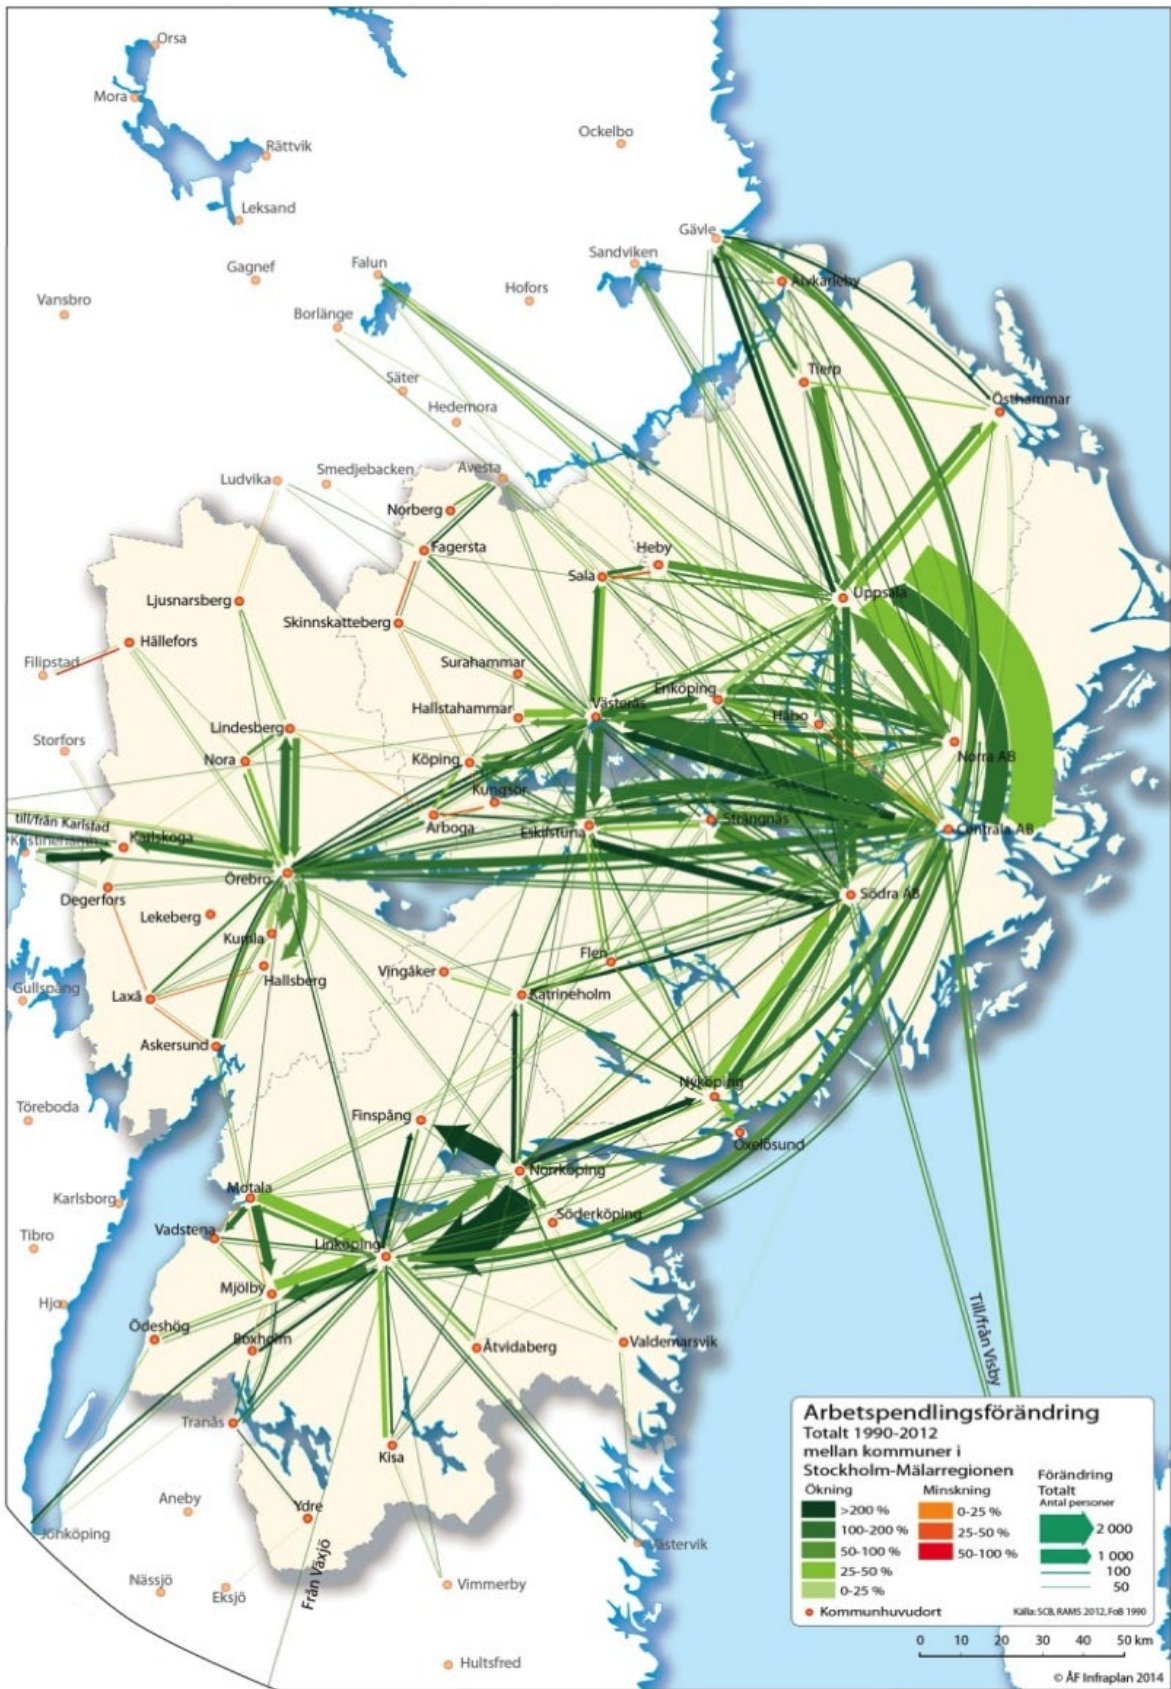 Orsa
Mora
Ockelbo
Rättvik
Leksand
Gävle
Sandviken
Gagnef
Falun
Älvkarleby
Hofors
Vansbro
Borlänge
Tierp
Säter
Östhammar
Hedemora
Avesta
Smedjebacken
Ludvika
Norberg
Fagersta
Heby
Sala
Uppsala
Ljusnarsberg
Skinnskatteberg
Hällefors
Filipstad
Surahammar
Enköping
Västerås
Hallstahammar
Håbo
Lindesberg
Storfors
Norra AB
Nora
Köping
Kungsör
till/från Karlstad
Arboga
Strängnäs
Eskilstuna
Centrala AB
Karlskoga
Kristinehamn
Örebro
Södra AB
Degerfors
Lekeberg
Kumla
Flen
Hallsberg
Vingåker
Gullspång
Katrineholm
Laxå
Askersund
Nyköping
Töreboda
Finspång
Oxelösund
Norrköping
Motala
Karlsborg
Söderköping
Vadstena
Tibro
Linköping
Mjölby
Hjo
Ödeshög
Boxholm
Åtvidaberg
Valdemarsvik
Till/från Visby
Tranås
Kisa
Aneby
Ydre
Jönköping
Västervik
Från Växjö
Nässjö
Eksjö
Vimmerby
Hultsfred
Arbetspendlingsförändring
Totalt 1990-2012
mellan kommuner i
Stockholm-Mälarregionen
Ökning
Minskning
Förändring
Totalt
Antal personer
>200 %
100-200 %
50-100 %
25-50 %
0-25 %
0-25 %
25-50 %
50-100 %
2 000
1 000
100
50
Kommunhuvudort
Källa: SCB, RAMS 2012, FoB 1990
0 10 20 30 40 50 km
© ÅF Infraplan 2014